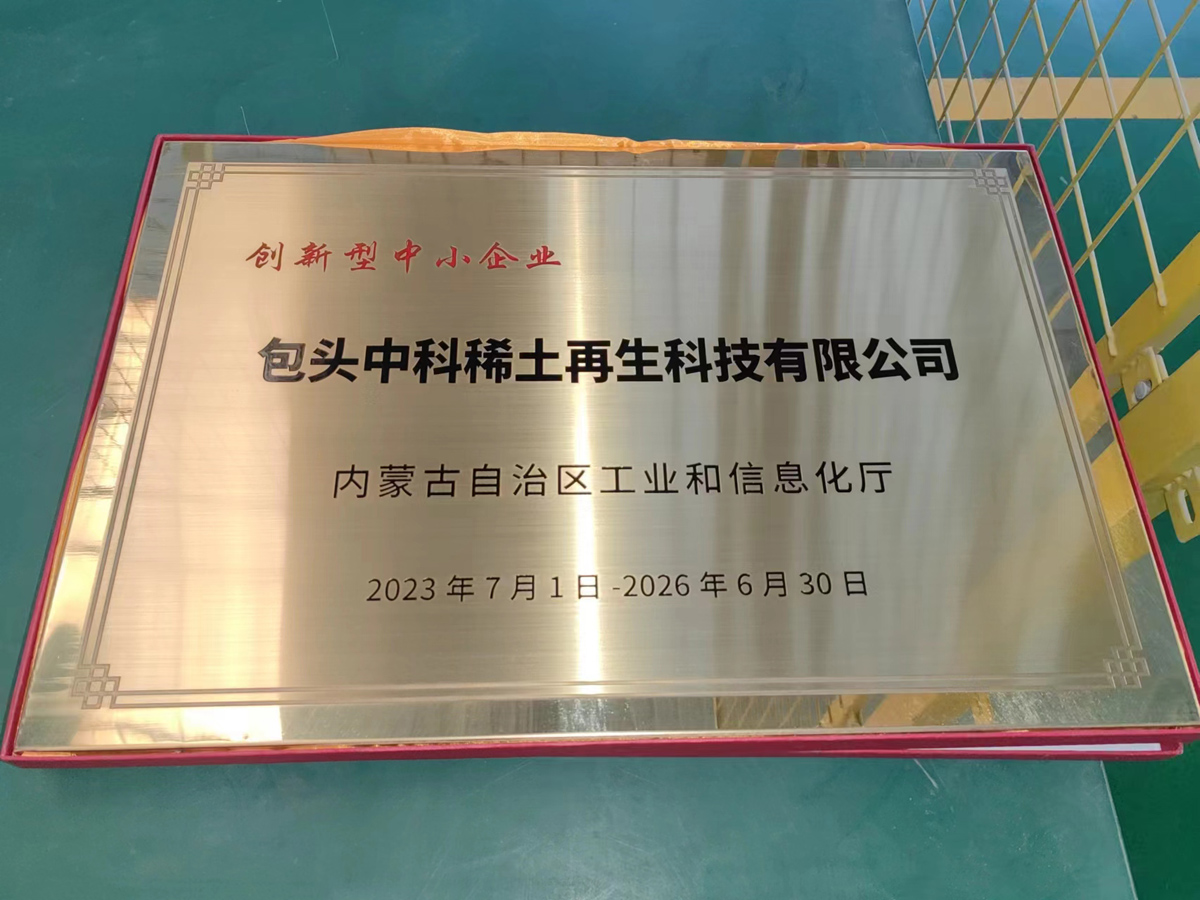 创新型中小企业
包头中科稀土再生科技有限公司
内蒙古自治区工业和信息化厅
2023年7月1日-2026年6月30日